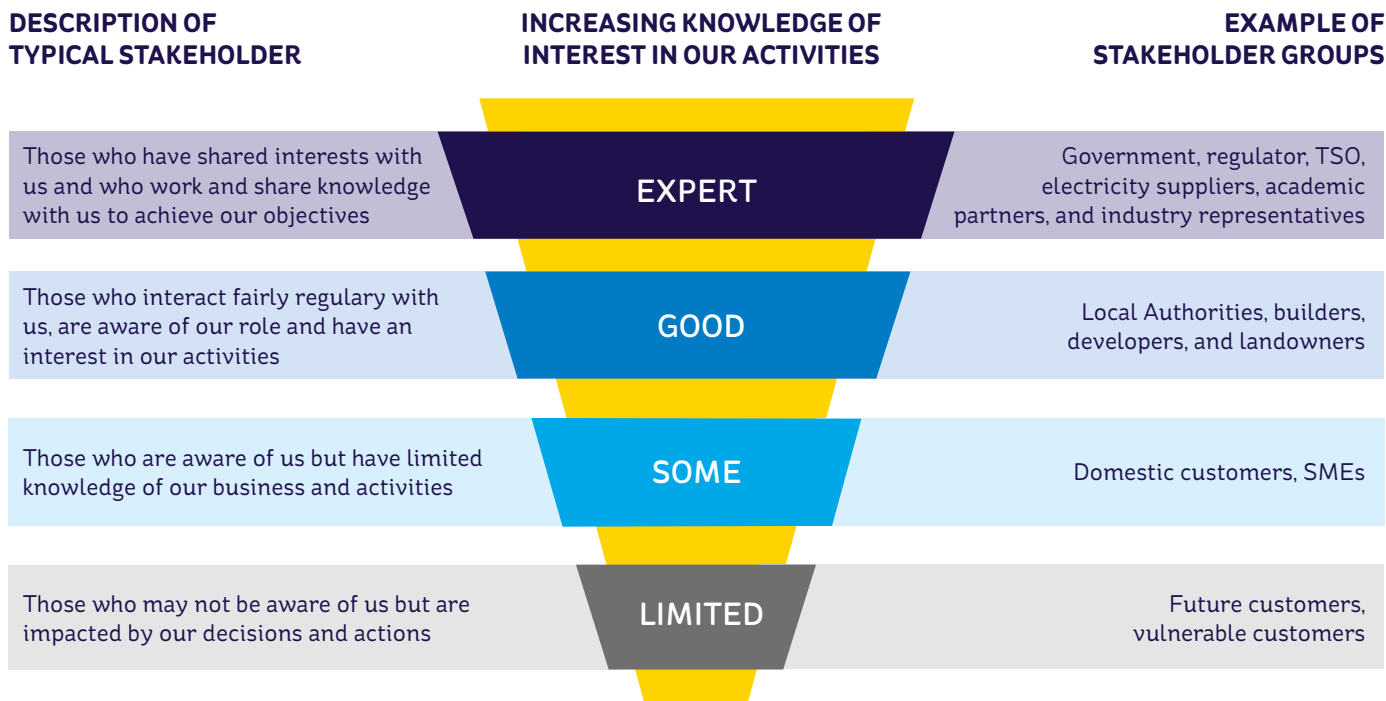 DESCRIPTION OF
TYPICAL STAKEHOLDER
INCREASING KNOWLEDGE OF
INTEREST IN OUR ACTIVITIES
EXAMPLE OF
STAKEHOLDER GROUPS
Those who have shared interests with
us and who work and share knowledge
with us to achieve our objectives
EXPERT
Government, regulator, TSO,
electricity suppliers, academic
partners, and industry representatives
Those who interact fairly regulary with
us, are aware of our role and have an
interest in our activities
GOOD
Local Authorities, builders,
developers, and landowners
Those who are aware of us but have limited
knowledge of our business and activities
SOME
Domestic customers, SMEs
Those who may not be aware of us but are
impacted by our decisions and actions
LIMITED
Future customers,
vulnerable customers